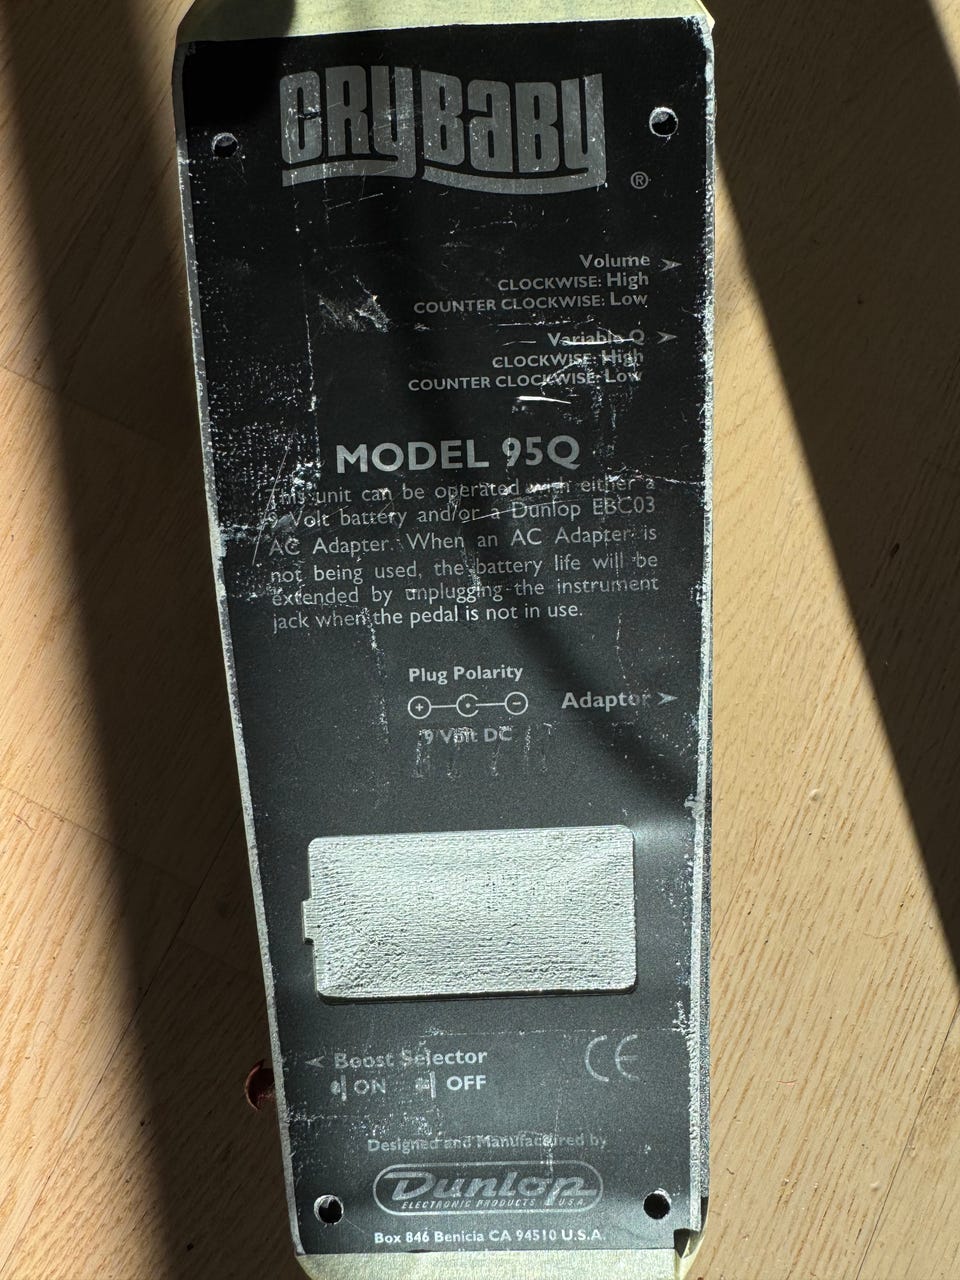 CRYBABY ®
Volume ➤
CLOCKWISE: High
COUNTER CLOCKWISE: Low
Variable Q ➤
CLOCKWISE: High
COUNTER CLOCKWISE: Low
MODEL 95Q
This unit can be operated with either a
9 Volt battery and/or a Dunlop EBC03
AC Adapter. When an AC Adapter is
not being used, the battery life will be
extended by unplugging the instrument
jack when the pedal is not in use.
Plug Polarity
+ -
Adaptor ➤
9 Volt DC
Boost Selector
ON OFF
CE
Designed and Manufactured by
Dunlop
ELECTRONIC PRODUCTS U.S.A.
Box 846 Benicia CA 94510 U.S.A.